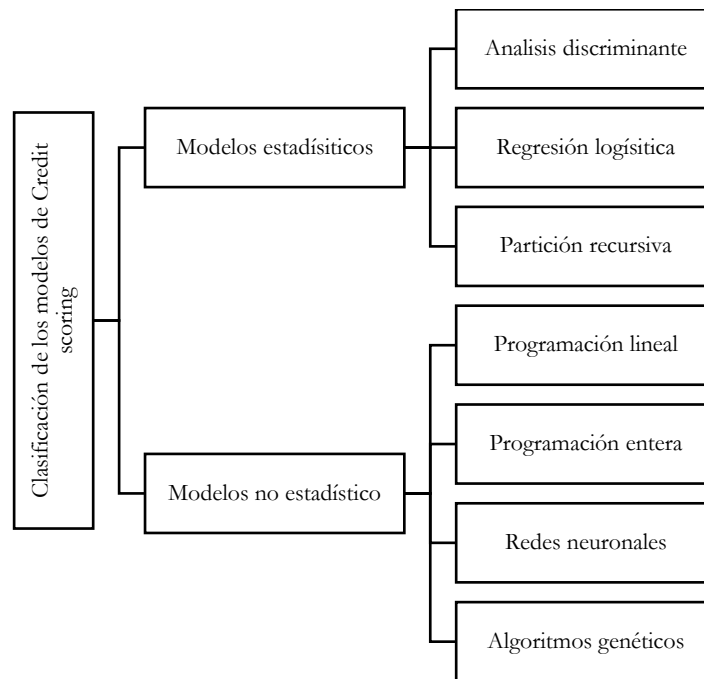 Clasificación de los modelos de Credit
scoring
Modelos estadísiticos
Analisis discriminante
Regresión logísitica
Partición recursiva
Modelos no estadístico
Programación lineal
Programación entera
Redes neuronales
Algoritmos genéticos